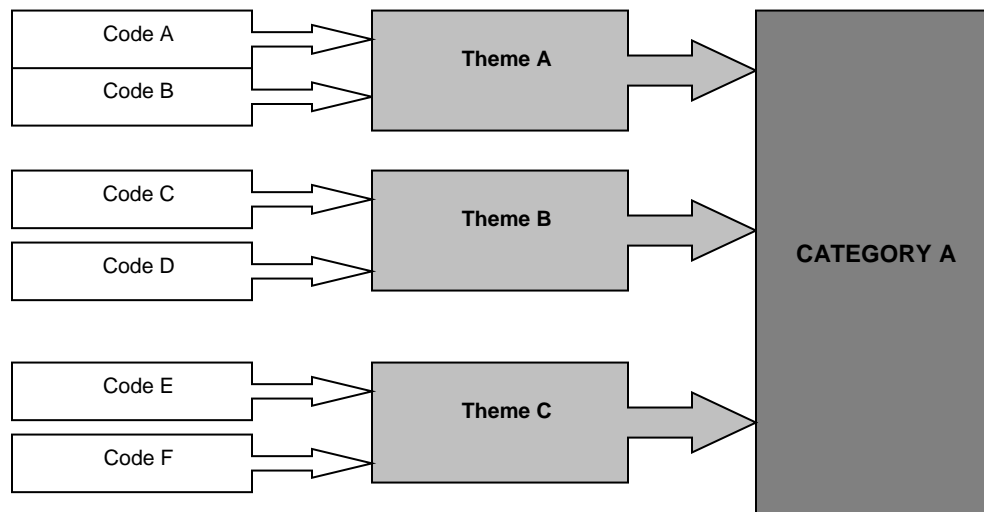 Code A
Code B
Theme A
Code C
Code D
Theme B
CATEGORY A
Code E
Code F
Theme C